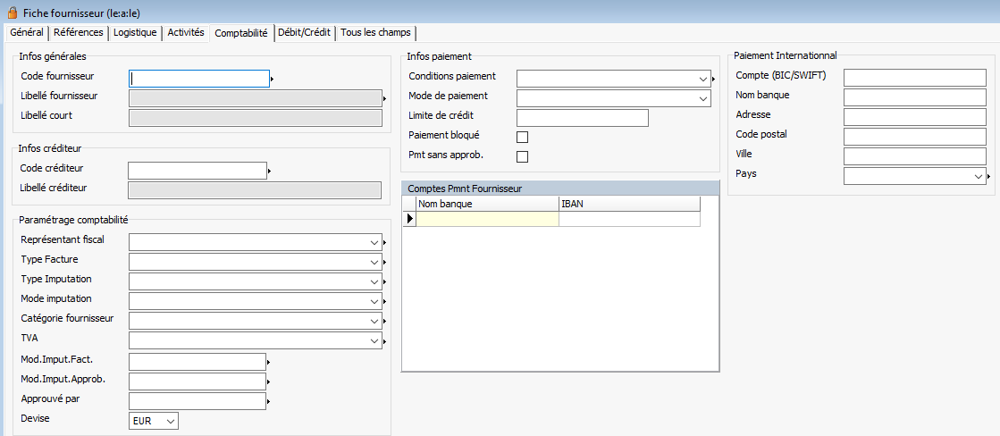 Fiche fournisseur (le:a:le)
Général Références Logistique Activités Comptabilité Débit/Crédit Tous les champs
Infos générales
Code fournisseur
Libellé fournisseur
Libellé court
Infos créditeur
Code créditeur
Libellé créditeur
Paramétrage comptabilité
Représentant fiscal
Type Facture
Type Imputation
Mode imputation
Catégorie fournisseur
TVA
Mod.Imput.Fact.
Mod.Imput.Approb.
Approuvé par
Devise EUR
Infos paiement
Conditions paiement
Mode de paiement
Limite de crédit
Paiement bloqué
Pmt sans approb.
Comptes Pmnt Fournisseur
Nom banque IBAN
Paiement Internationnal
Compte (BIC/SWIFT)
Nom banque
Adresse
Code postal
Ville
Pays